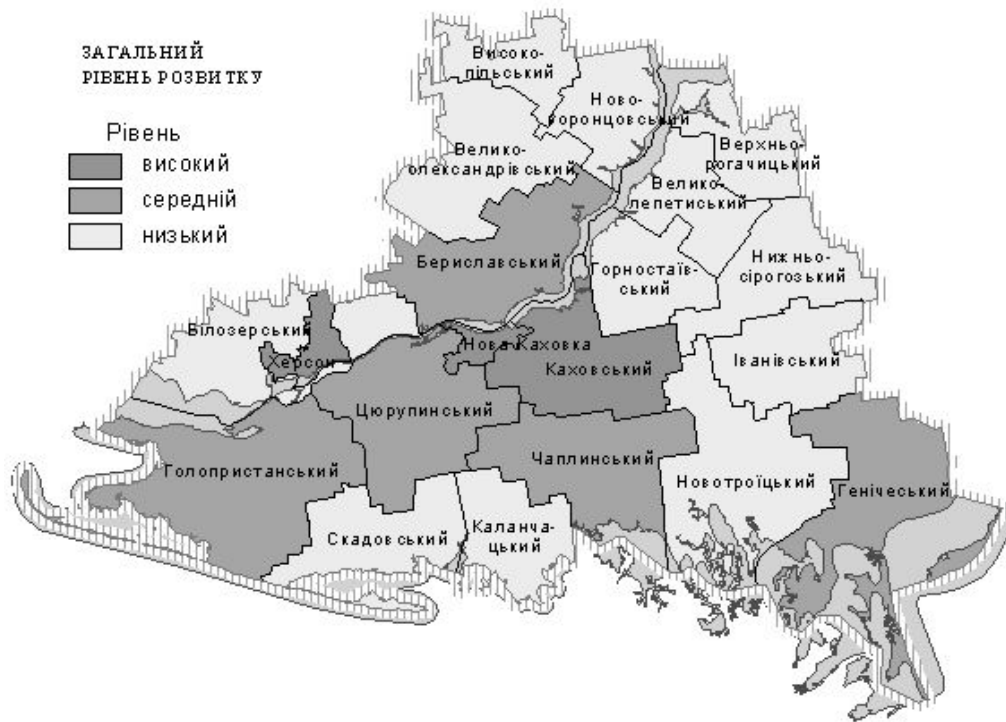 ЗАГАЛЬНИЙ
РІВЕНЬ РОЗВИТКУ
Рівень
високий
середній
низький
Високо-
пільський
Ново-
воронцовський
Верхньо-
рогачицький
Велико-
олександрівський
Велико-
лепетиський
Бериславський
Горностаїв-
ський
Нижньо-
сірогозький
Білозерський
Херсон
Нова Каховка
Каховський
Іванівський
Цюрупинський
Голопристанський
Чаплинський
Новотроїцький
Генічеський
Скадовський
Каланча-
цький